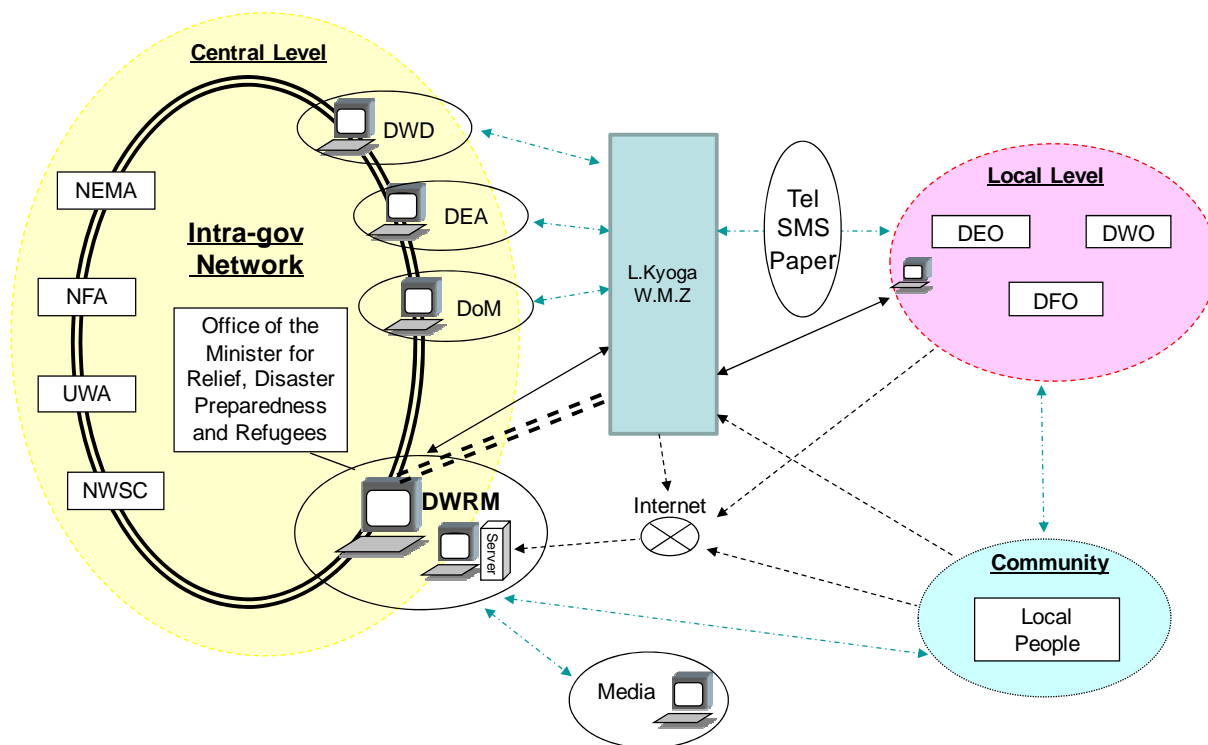 Central Level
DWD
NEMA
DEA
Intra-gov
Network
NFA
DoM
Office of the
Minister for
Relief, Disaster
Preparedness
and Refugees
UWA
NWSC
DWRM
Server
L.Kyoga
W.M.Z
Tel
SMS
Paper
Local Level
DEO
DWO
DFO
Internet
Community
Local
People
Media